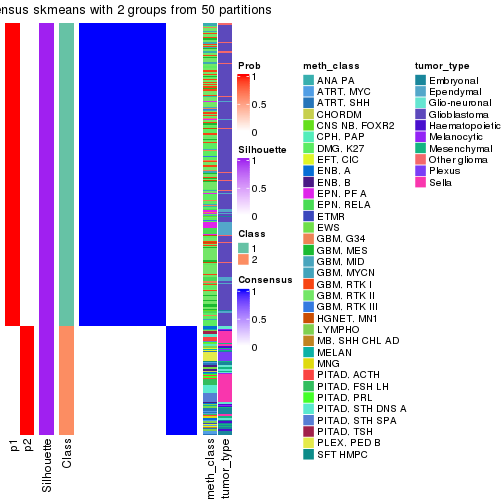 ensus skmeans with 2 groups from 50 partitions
p1
p2
Silhouette
Class
meth_class
tumor_type
Prob
1
0.5
0
Silhouette
1
0.5
0
Class
1
2
Consensus
1
0.5
0
meth_class
ANA PA
ATRT. MYC
ATRT. SHH
CHORDM
CNS NB. FOXR2
CPH. PAP
DMG. K27
EFT. CIC
ENB. A
ENB. B
EPN. PF A
EPN. RELA
ETMR
EWS
GBM. G34
GBM. MES
GBM. MID
GBM. MYCN
GBM. RTK I
GBM. RTK II
GBM. RTK III
HGNET. MN1
LYMPHO
MB. SHH CHL AD
MELAN
MNG
PITAD. ACTH
PITAD. FSH LH
PITAD. PRL
PITAD. STH DNS A
PITAD. STH SPA
PITAD. TSH
PLEX. PED B
SFT HMPC
tumor_type
Embryonal
Ependymal
Glio-neuronal
Glioblastoma
Haematopoietic
Melanocytic
Mesenchymal
Other glioma
Plexus
Sella